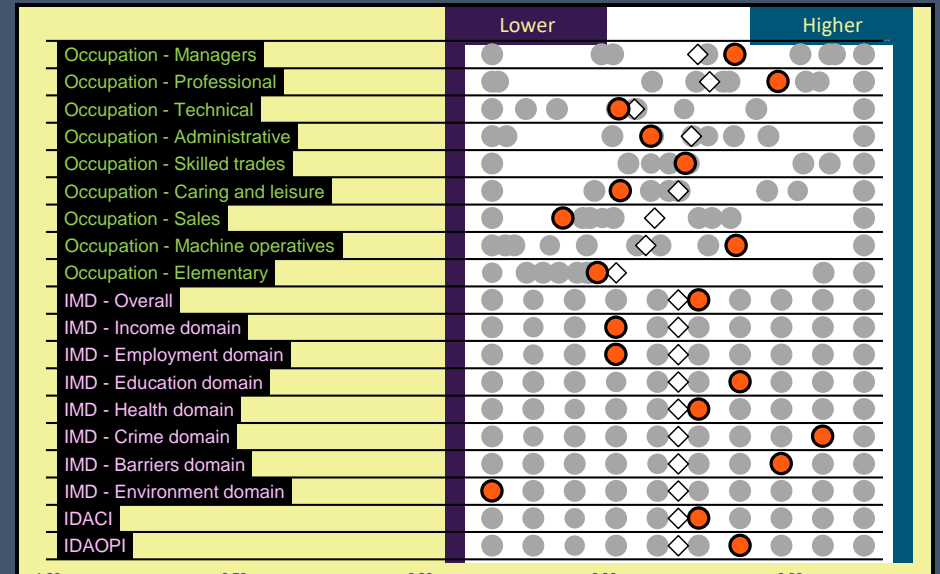 Lower Higher
Occupation - Managers
Occupation - Professional
Occupation - Technical
Occupation - Administrative
Occupation - Skilled trades
Occupation - Caring and leisure
Occupation - Sales
Occupation - Machine operatives
Occupation - Elementary
IMD - Overall
IMD - Income domain
IMD - Employment domain
IMD - Education domain
IMD - Health domain
IMD - Crime domain
IMD - Barriers domain
IMD - Environment domain
IDACI
IDAOPI